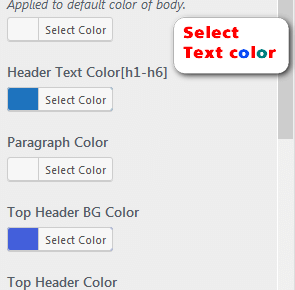 Applied to default color of body.
Select Color
Select
Text color
Header Text Color[h1-h6]
Select Color
Paragraph Color
Select Color
Top Header BG Color
Select Color
Top Header Color